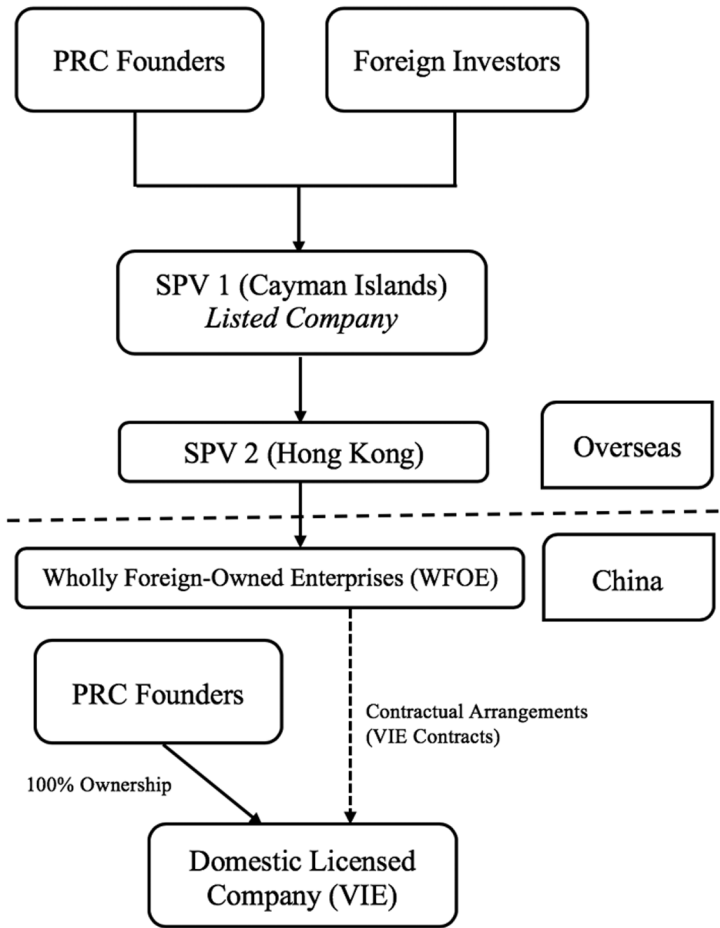 PRC Founders
Foreign Investors
SPV 1 (Cayman Islands)
Listed Company
SPV 2 (Hong Kong)
Overseas
Wholly Foreign-Owned Enterprises (WFOE)
China
PRC Founders
Contractual Arrangements
(VIE Contracts)
100% Ownership
Domestic Licensed
Company (VIE)